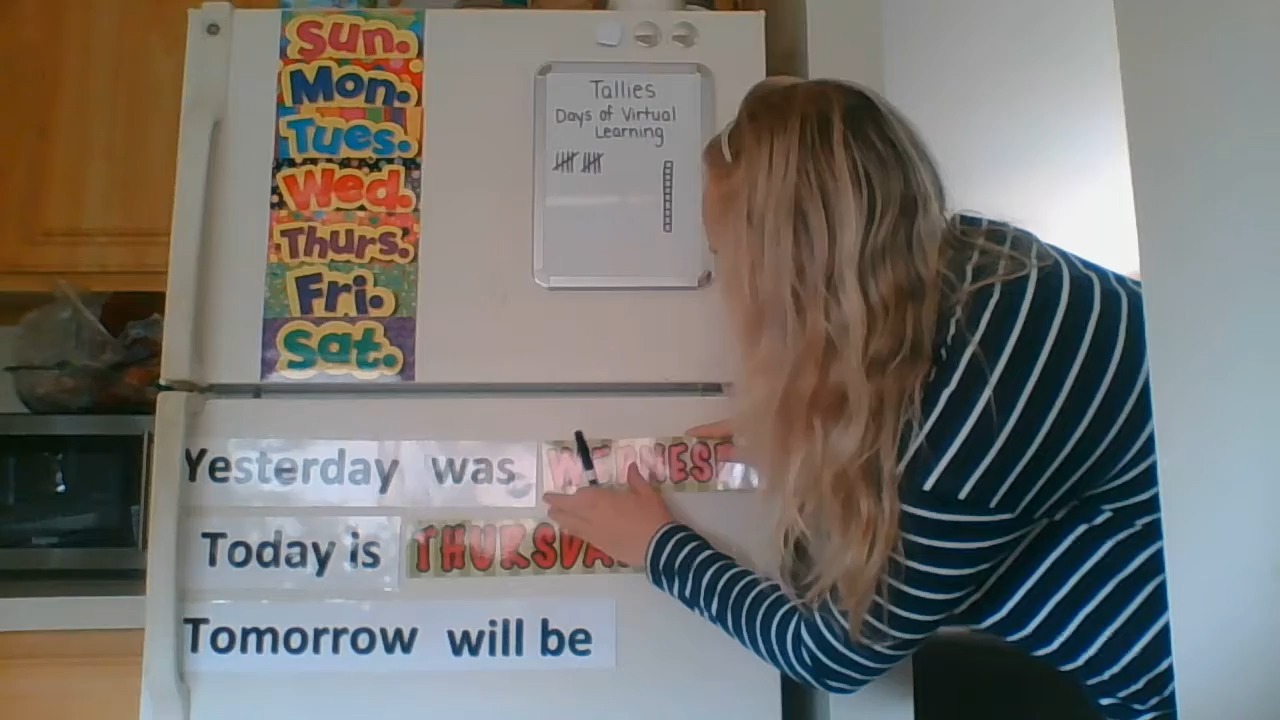 Sun.
Mon.
Tues.
Wed.
Thurs.
Fri.
Sat.
Tallies
Days of Virtual
Learning
Yesterday was
Today is THURSDA
Tomorrow will be